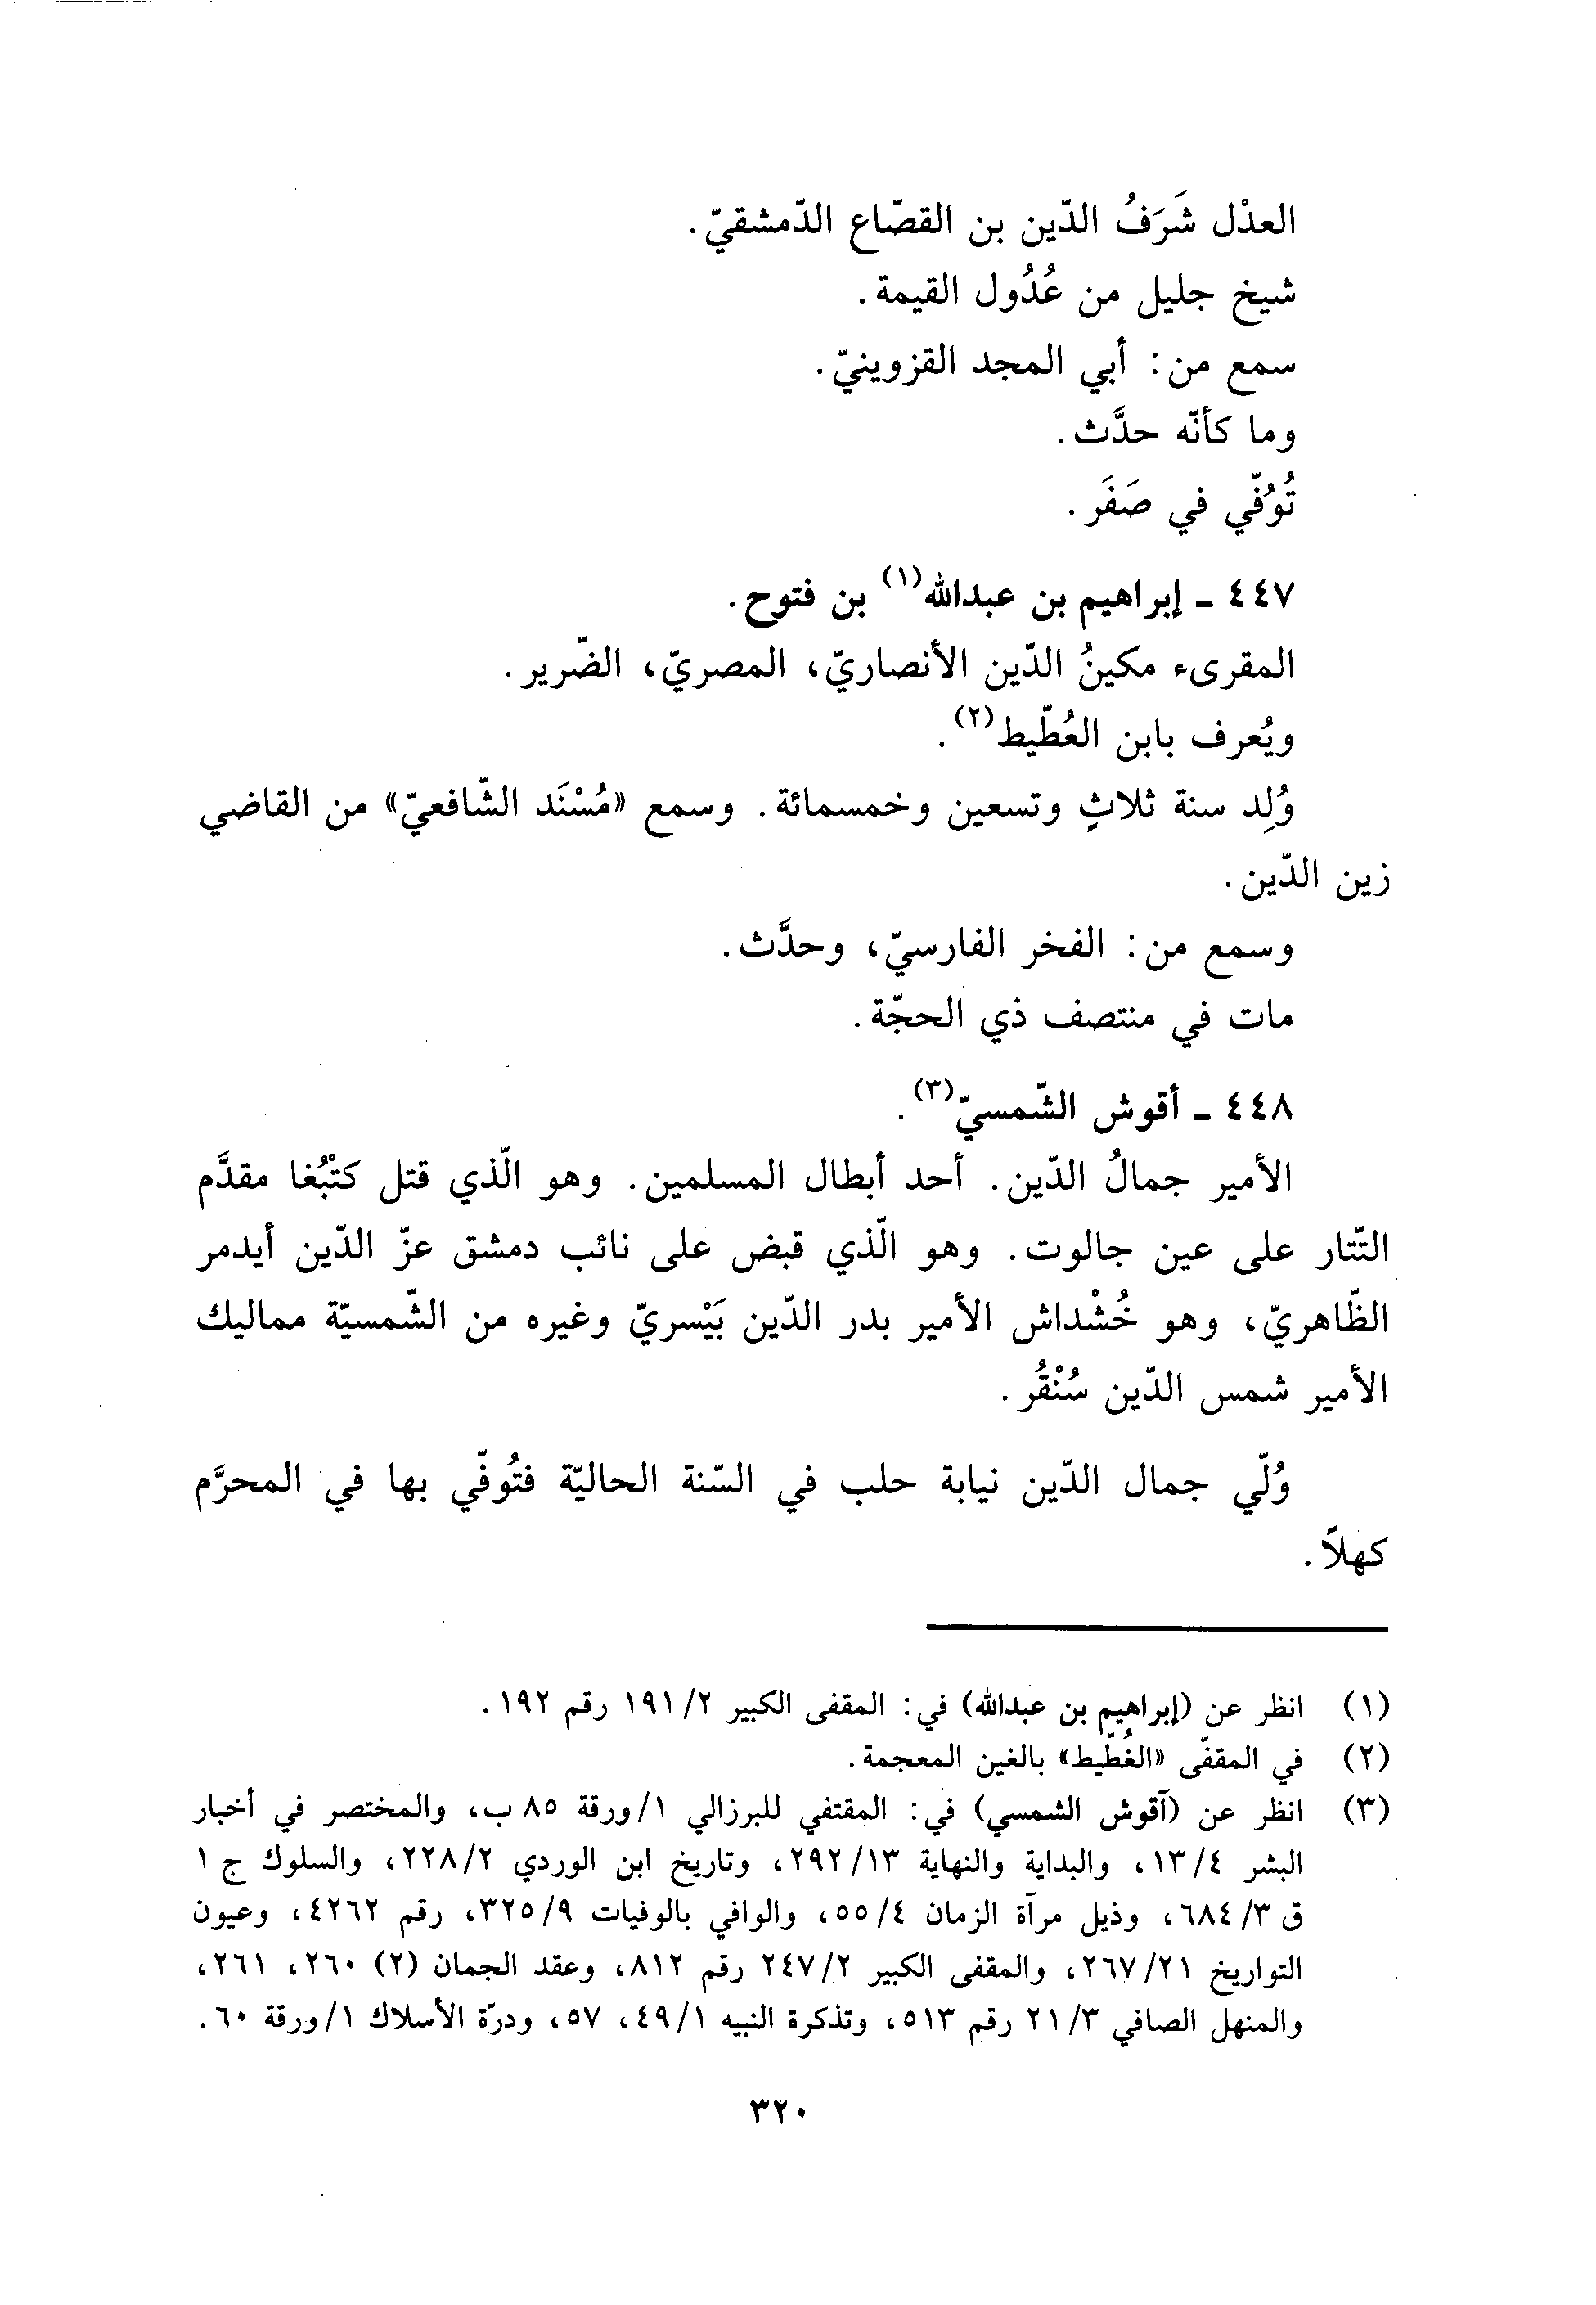 العدْل شَرَفُ الدّين بن القصّاع الدّمشقيّ.
شيخ جليل من عُدُول القيمة.
سمع من: أبي المجد القزوينيّ.
وما كأنّه حدَّث.
تُوُفّي في صَفَر.
٤٤٧ - إبراهيم بن عبدالله(١) بن فتوح.
المقرىء مكينُ الدّين الأنصاريّ، المصريّ، الضّرير.
ويُعرف بابن العُطّيط(٢).
وُلِد سنة ثلاثٍ وتسعين وخمسمائة. وسمع «مُسْنَد الشّافعيّ» من القاضي
زين الدّين.
وسمع من: الفخر الفارسيّ، وحدَّث.
مات في منتصف ذي الحجّة.
٤٤٨ - أقوش الشّمسيّ(٣).
الأمير جمالُ الدّين. أحد أبطال المسلمين. وهو الّذي قتل كتْبُغا مقدَّم
التّتار على عين جالوت. وهو الّذي قبض على نائب دمشق عزّ الدّين أيدمر
الظّاهريّ، وهو خُشْداش الأمير بدر الدّين بَيْسريّ وغيره من الشّمسيّة مماليك
الأمير شمس الدّين سُنْقُر.
وُلّي جمال الدّين نيابة حلب في السّنة الحاليّة فتُوفّي بها في المحرَّم
كهلاً.
(١) انظر عن (إبراهيم بن عبدالله) في: المقفى الكبير ١٩١/٢ رقم ١٩٢.
(٢) في المقفّى «الغُطّيط» بالغين المعجمة.
(٣) انظر عن (آقوش الشمسي) في: المقتفي للبرزالي ١/ورقة ٨٥ ب، والمختصر في أخبار
البشر ١٣/٤، والبداية والنهاية ٢٩٢/١٣، وتاريخ ابن الوردي ٢٢٨/٢، والسلوك ج ١
ق ٦٨٤/٣، وذيل مرآة الزمان ٥٥/٤، والوافي بالوفيات ٣٢٥/٩، رقم ٤٢٦٢، وعيون
التواريخ ٢٦٧/٢١، والمقفى الكبير ٢٤٧/٢ رقم ٨١٢، وعقد الجمان (٢) ٢٦٠، ٢٦١،
والمنهل الصافي ٢١/٣ رقم ٥١٣، وتذكرة النبيه ٤٩/١، ٥٧، ودرّة الأسلاك ١/ورقة ٦٠.
٣٢٠